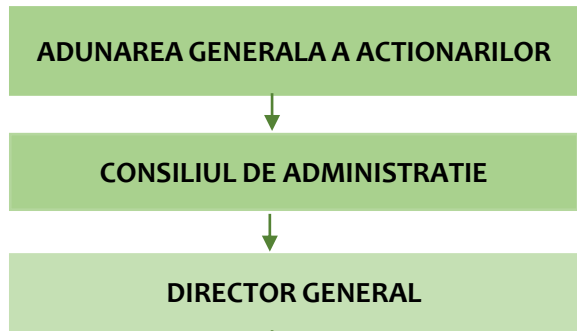 ADUNAREA GENERALA A ACTIONARILOR
CONSILIUL DE ADMINISTRATIE
DIRECTOR GENERAL